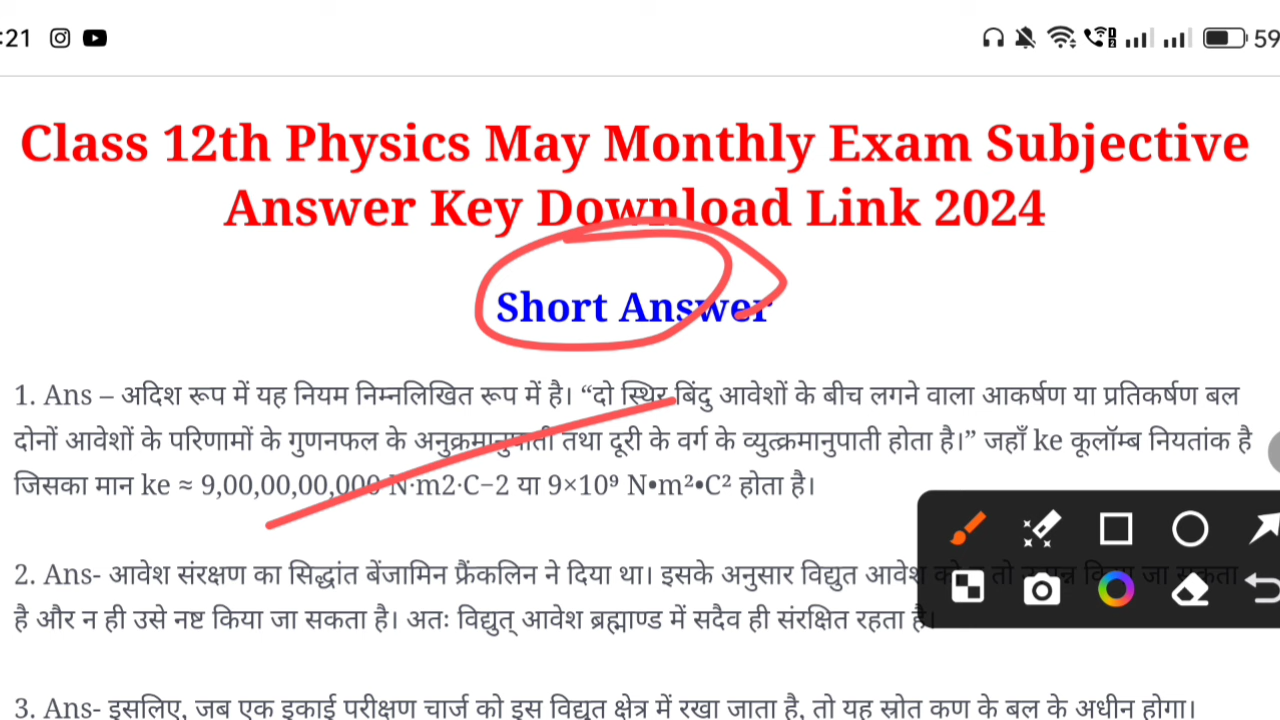 :21 59
Class 12th Physics May Monthly Exam Subjective
Answer Key Download Link 2024
Short Answer
1. Ans – अदिश रूप में यह नियम निम्नलिखित रूप में है। “दो स्थिर बिंदु आवेशों के बीच लगने वाला आकर्षण या प्रतिकर्षण बल
दोनों आवेशों के परिणामों के गुणनफल के अनुक्रमानुपाती तथा दूरी के वर्ग के व्युत्क्रमानुपाती होता है।” जहाँ ke कूलॉम्ब नियतांक है
जिसका मान ke ≈ 9,00,00,00,000 N·m2·C−2 या 9×10⁹ N•m²•C² होता है।
2. Ans- आवेश संरक्षण का सिद्धांत बेंजामिन फ्रैंकलिन ने दिया था। इसके अनुसार विद्युत आवेश को न तो उत्पन्न किया जा सकता
है और न ही उसे नष्ट किया जा सकता है। अतः विद्युत् आवेश ब्रह्माण्ड में सदैव ही संरक्षित रहता है।
3. Ans- इसलिए, जब एक इकाई परीक्षण चार्ज को इस विद्युत क्षेत्र में रखा जाता है, तो यह स्रोत कण के बल के अधीन होगा।